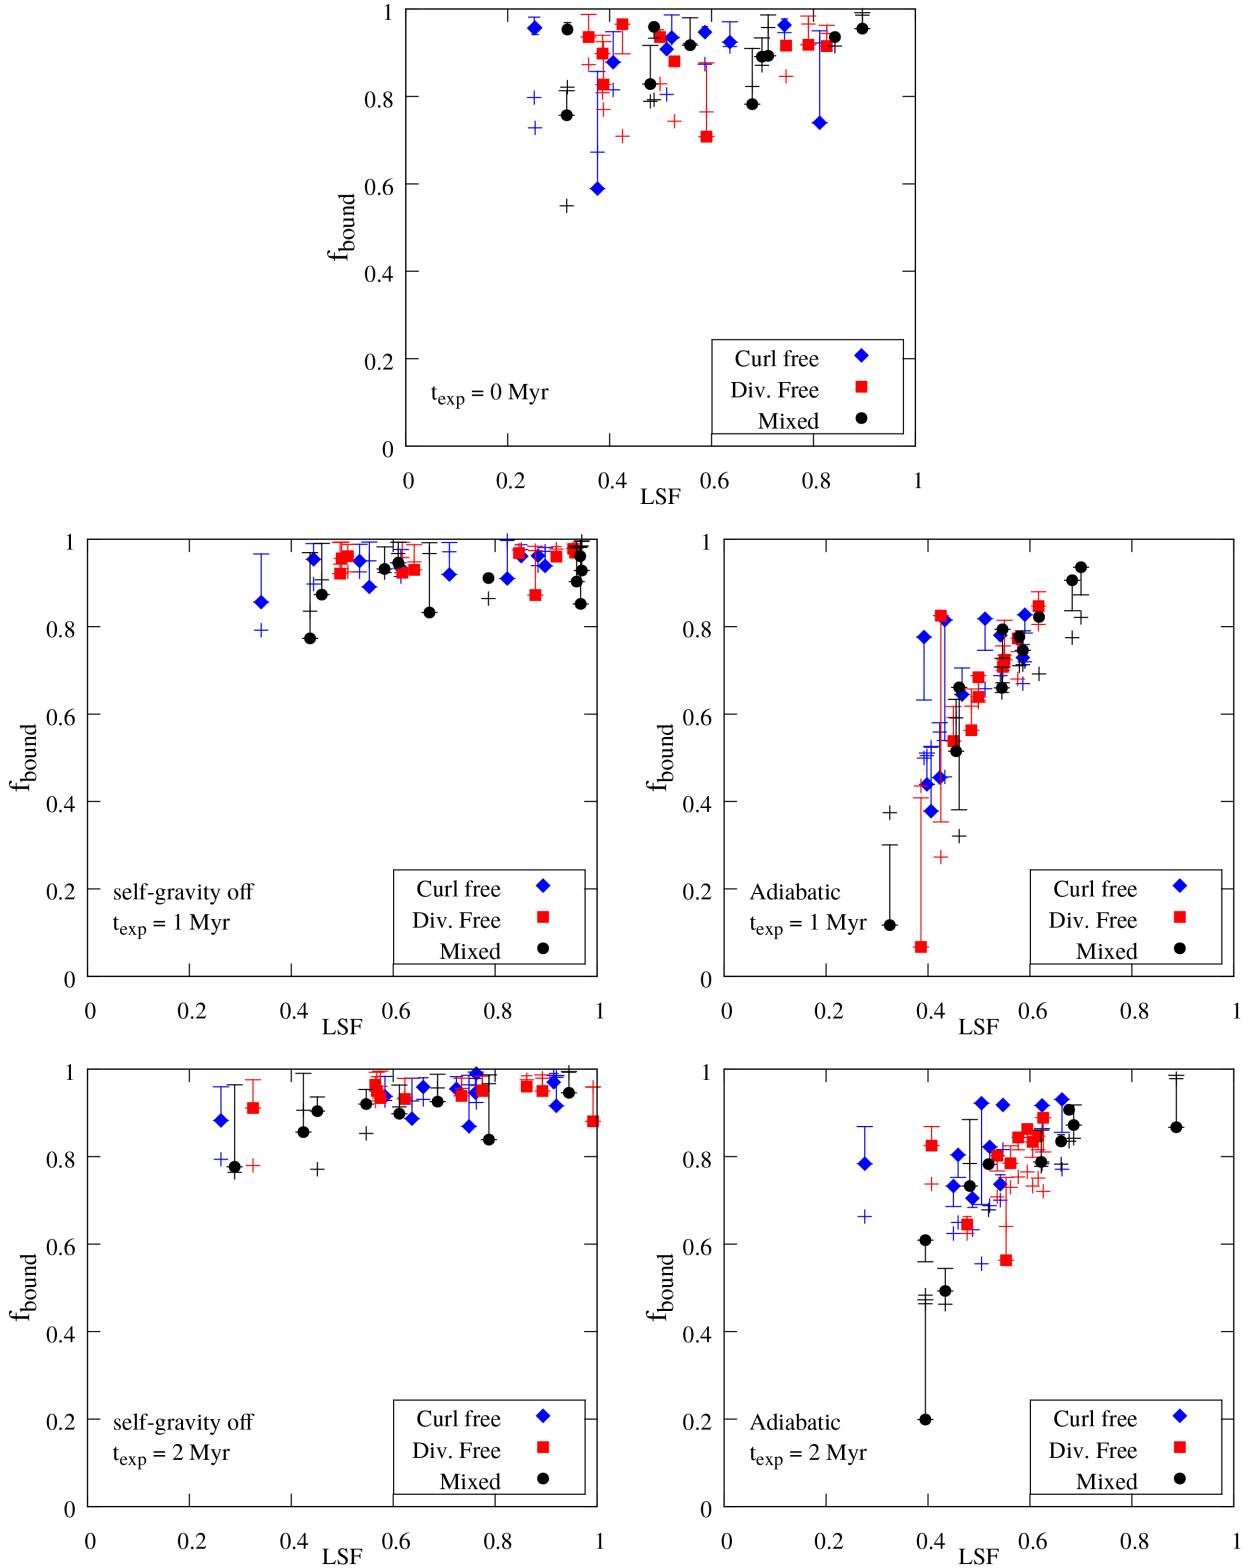 1
0.8
0.6
0.4
0.2
0
f_bound
t_exp = 0 Myr
Curl free
Div. Free
Mixed
0 0.2 0.4 0.6 0.8 1
LSF
1
0.8
0.6
0.4
0.2
0
f_bound
self-gravity off
t_exp = 1 Myr
Curl free
Div. Free
Mixed
0 0.2 0.4 0.6 0.8 1
LSF
1
0.8
0.6
0.4
0.2
0
f_bound
Adiabatic
t_exp = 1 Myr
Curl free
Div. Free
Mixed
0 0.2 0.4 0.6 0.8 1
LSF
1
0.8
0.6
0.4
0.2
0
f_bound
self-gravity off
t_exp = 2 Myr
Curl free
Div. Free
Mixed
0 0.2 0.4 0.6 0.8 1
LSF
1
0.8
0.6
0.4
0.2
0
f_bound
Adiabatic
t_exp = 2 Myr
Curl free
Div. Free
Mixed
0 0.2 0.4 0.6 0.8 1
LSF